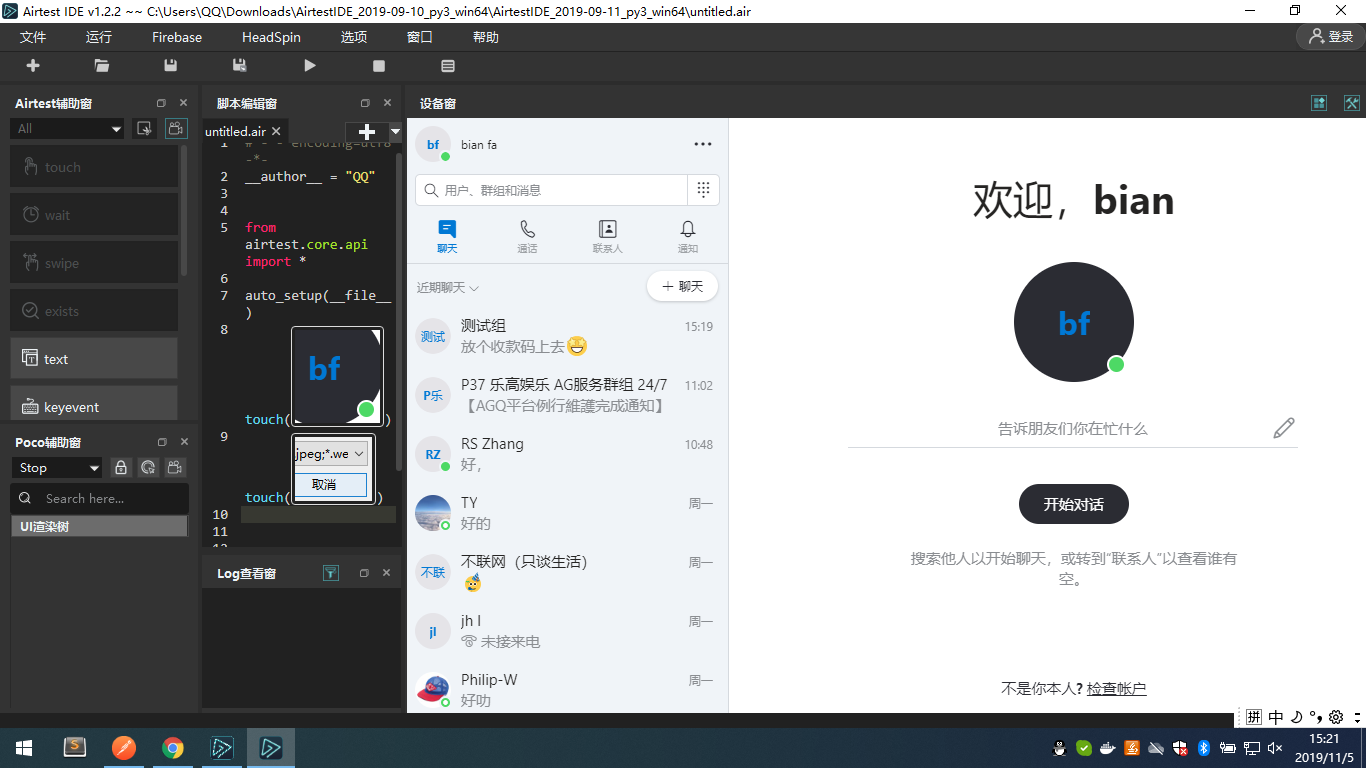 Airtest IDE v1.2.2 ~~ C:\Users\QQ\Downloads\AirtestIDE_2019-09-10_py3_win64\AirtestIDE_2019-09-11_py3_win64\untitled.air
文件 运行 Firebase HeadSpin 选项 窗口 帮助
登录
Airtest辅助窗
All
touch
wait
swipe
exists
text
keyevent
Poco辅助窗
Stop
Search here...
UI渲染树
脚本编辑窗
untitled.air
1 # -*- encoding=utf8
-*-
2 __author__ = "QQ"
3
4
5 from
airtest.core.api
import *
6
7 auto_setup(__file__
)
8
bf
touch( )
9
jpeg;*.we
取消
touch( )
10
11
Log查看窗
设备窗
bf bian fa
用户、群组和消息
聊天 通话 联系人 通知
近期聊天
聊天
测试 测试组 15:19
放个收款码上去
P乐 P37 乐高娱乐 AG服务群组 24/7 11:02
【AGQ平台例行維護完成通知】
RZ RS Zhang 10:48
好,
TY 周一
好的
不联 不联网（只谈生活） 周一
jl jh l 周一
未接来电
Philip-W 周一
好叻
欢迎，bian
bf
告诉朋友们你在忙什么
开始对话
搜索他人以开始聊天，或转到“联系人”以查看谁有
空。
不是你本人? 检查帐户
拼 中
15:21
2019/11/5